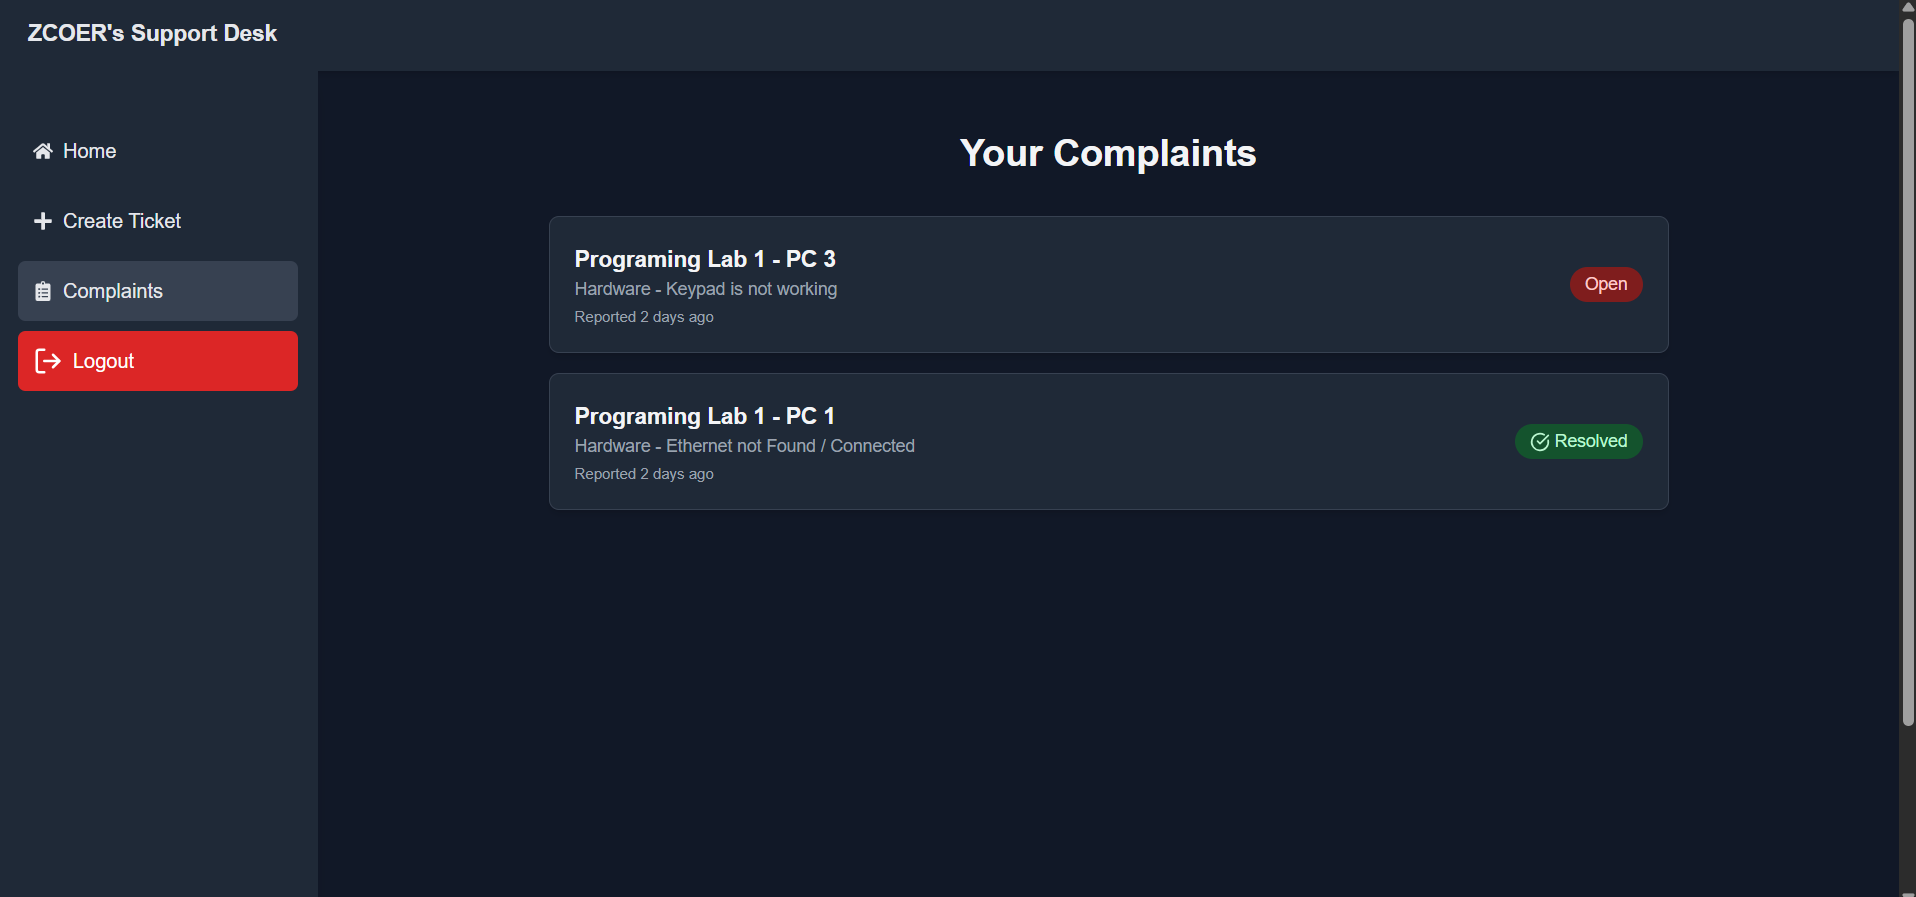 ZCOER's Support Desk
Home
Create Ticket
Complaints
Logout
Your Complaints
Programing Lab 1 - PC 3
Hardware - Keypad is not working
Reported 2 days ago
Open
Programing Lab 1 - PC 1
Hardware - Ethernet not Found / Connected
Reported 2 days ago
Resolved